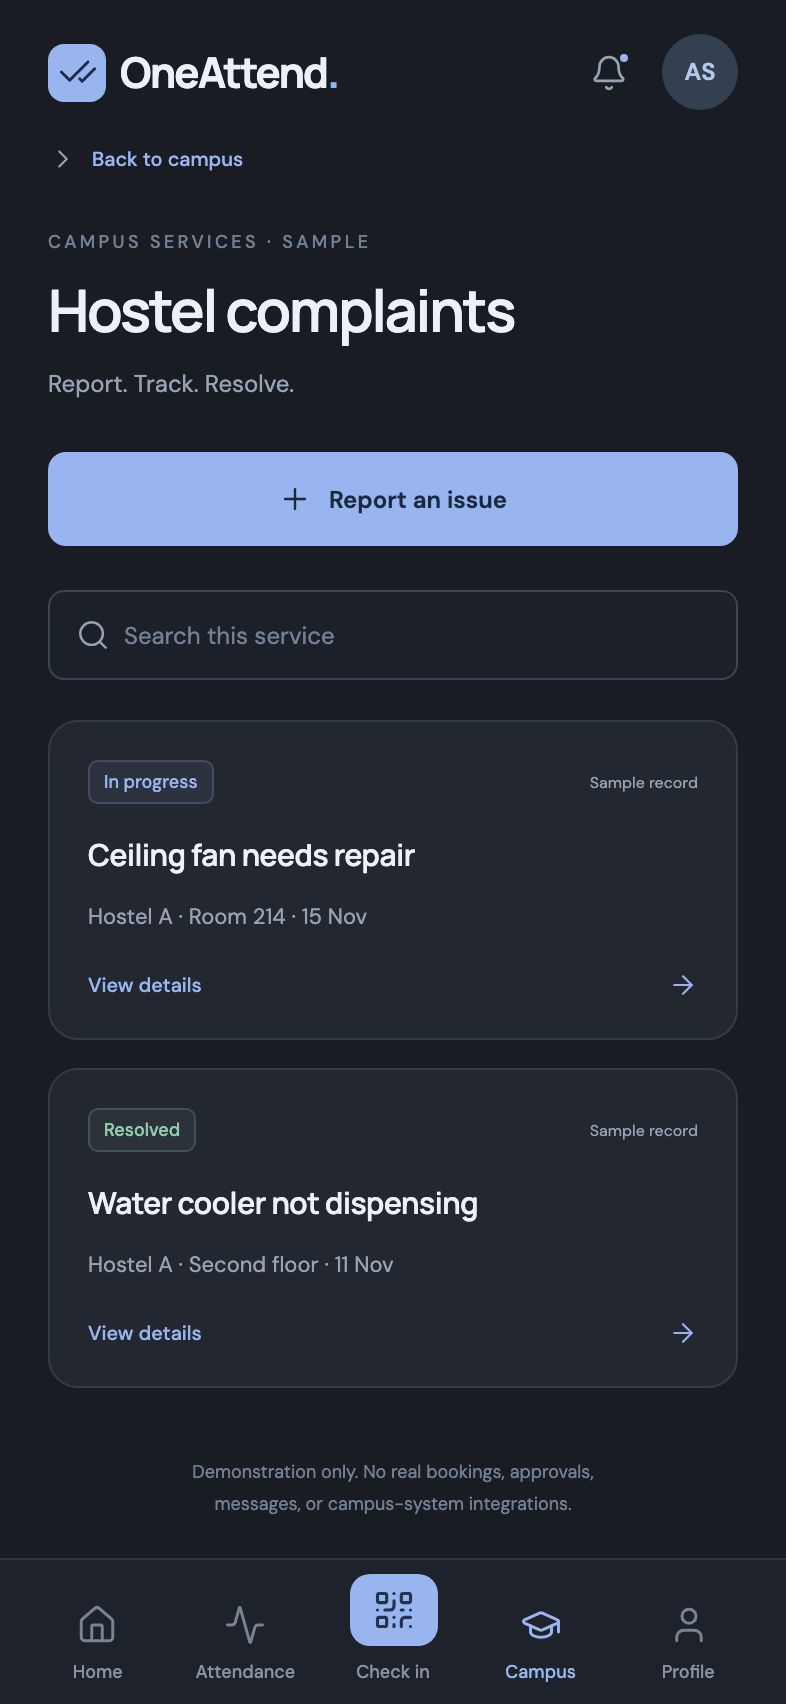 OneAttend.
AS
Back to campus
CAMPUS SERVICES · SAMPLE
Hostel complaints
Report. Track. Resolve.
Report an issue
Search this service
In progress
Sample record
Ceiling fan needs repair
Hostel A · Room 214 · 15 Nov
View details
Resolved
Sample record
Water cooler not dispensing
Hostel A · Second floor · 11 Nov
View details
Demonstration only. No real bookings, approvals,
messages, or campus-system integrations.
Home
Attendance
Check in
Campus
Profile